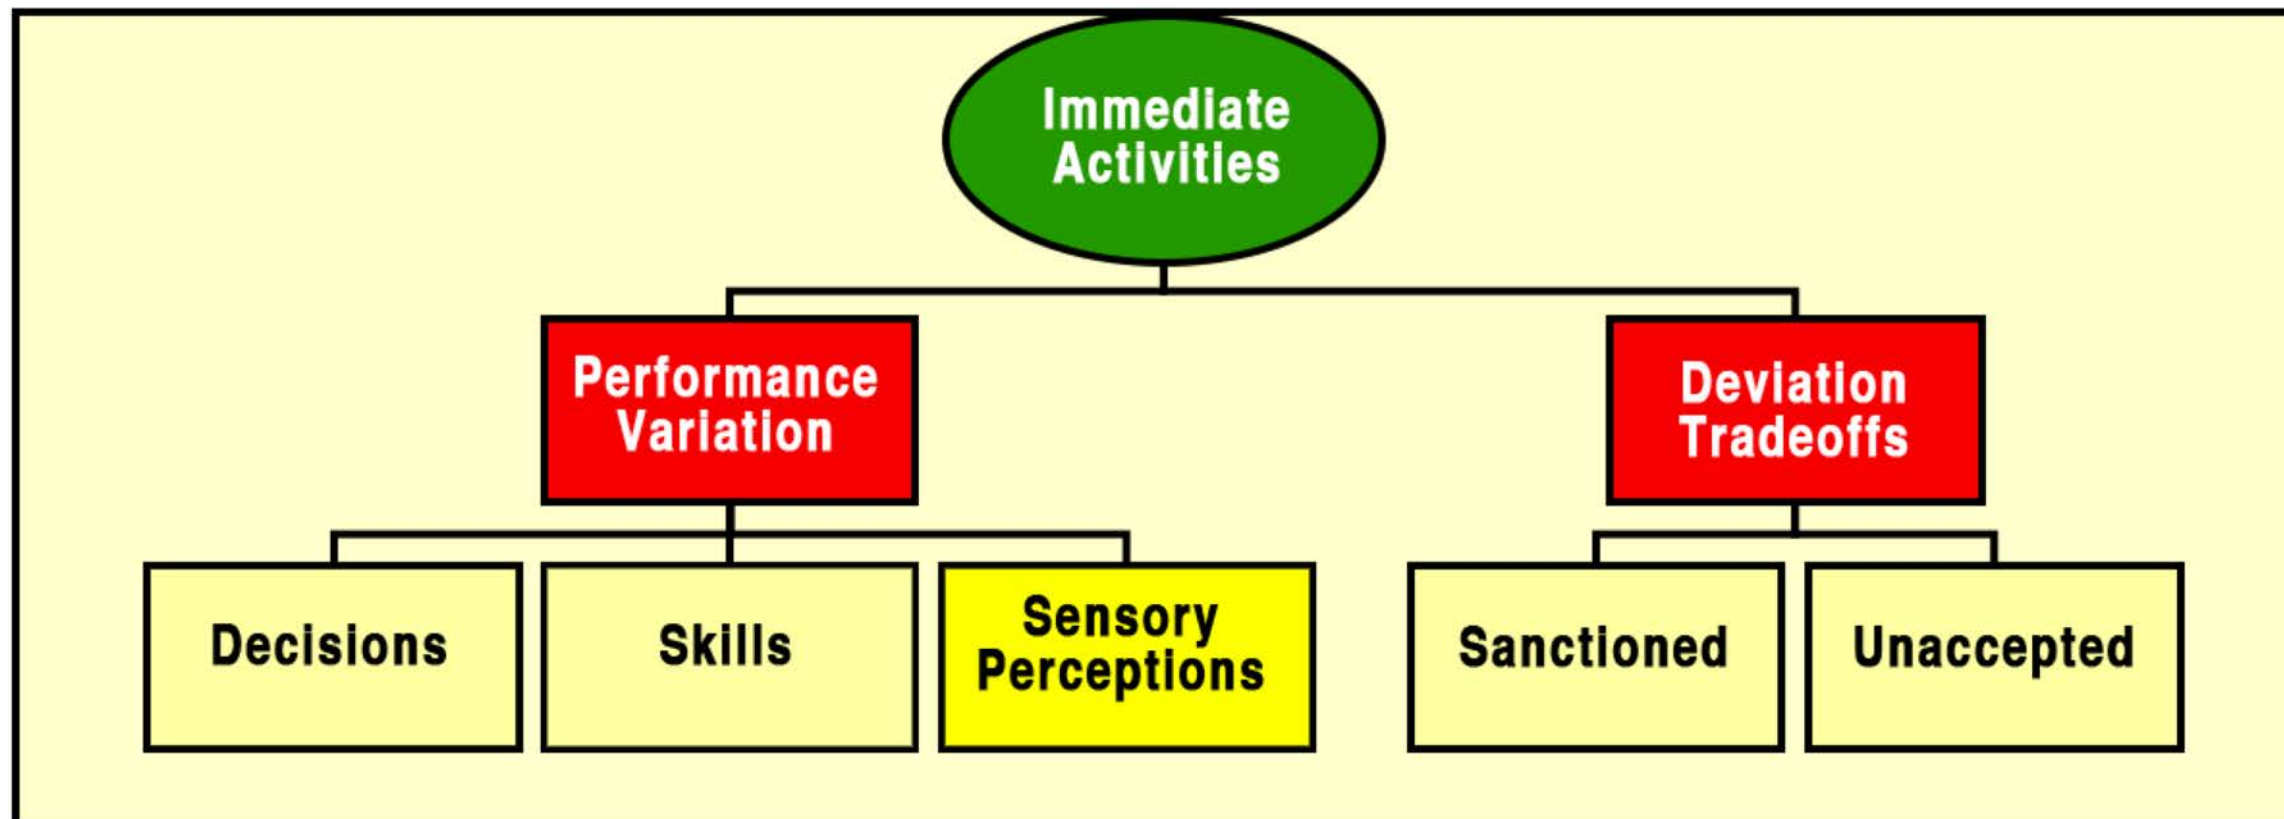 Immediate
Activities
Performance
Variation
Deviation
Tradeoffs
Decisions
Skills
Sensory
Perceptions
Sanctioned
Unaccepted